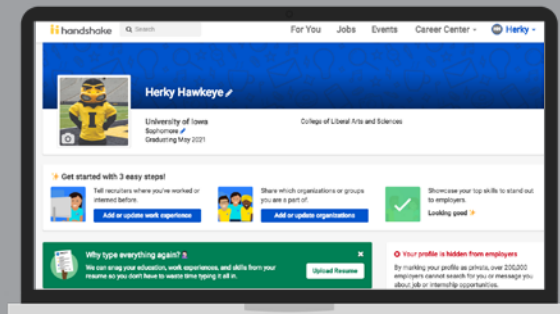 handshake
Search
For You Jobs Events Career Center Herky
Herky Hawkeye
University of Iowa
Sophomore
Graduating May 2021
College of Liberal Arts and Sciences
Get started with 3 easy steps!
Tell recruiters where you've worked or
interned before.
Add or update work experience
Share which organizations or groups
you are a part of.
Add or update organizations
Showcase your top skills to stand out
to employers.
Looking good
Why type everything again?
We can snag your education, work experiences, and skills from your
resume so you don't have to waste time typing it all in.
Upload Resume
Your profile is hidden from employers
By marking your profile as private, over 200,000
employers cannot search for you or message you
about job or internship opportunities.
I